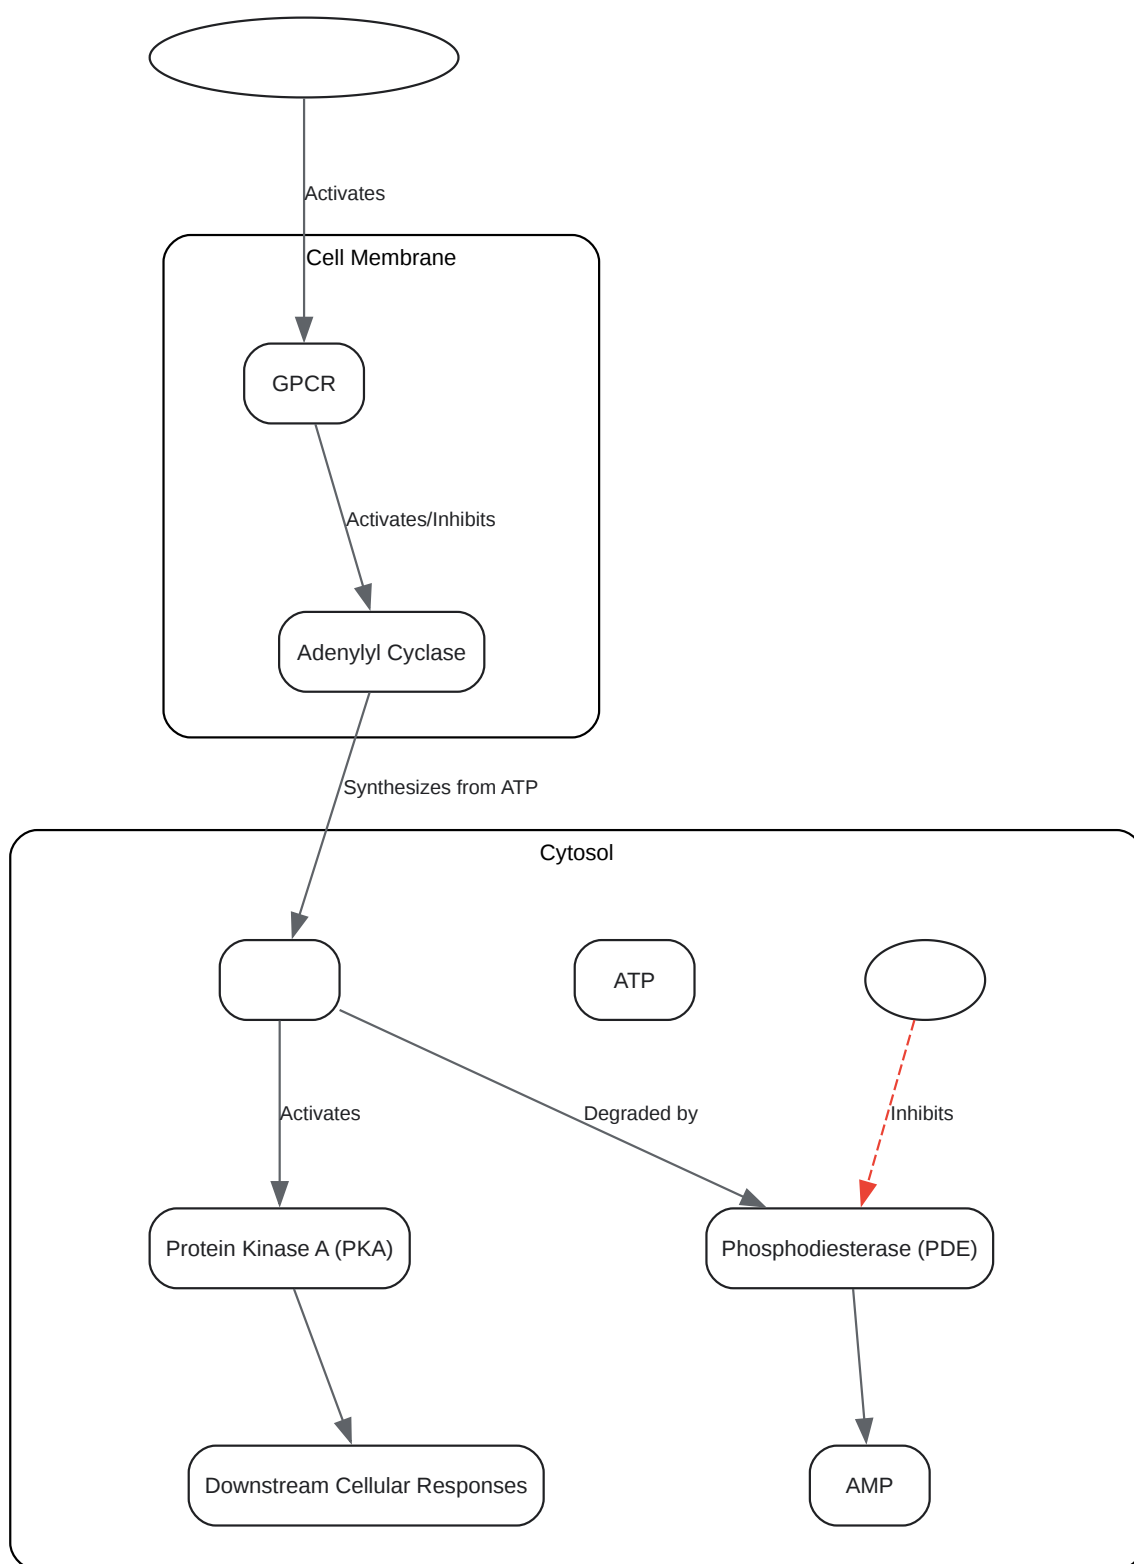 Activates
Cell Membrane
GPCR
Activates/Inhibits
Adenylyl Cyclase
Synthesizes from ATP
Cytosol
ATP
Activates
Degraded by
Inhibits
Protein Kinase A (PKA)
Phosphodiesterase (PDE)
Downstream Cellular Responses
AMP